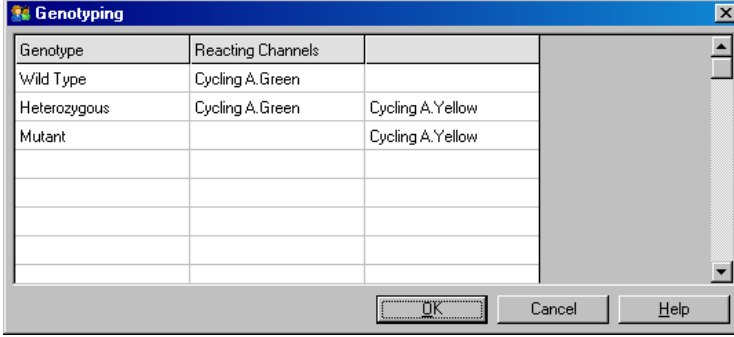 Genotyping
Genotype Reacting Channels
Wild Type Cycling A.Green
Heterozygous Cycling A.Green Cycling A.Yellow
Mutant Cycling A.Yellow
OK Cancel Help